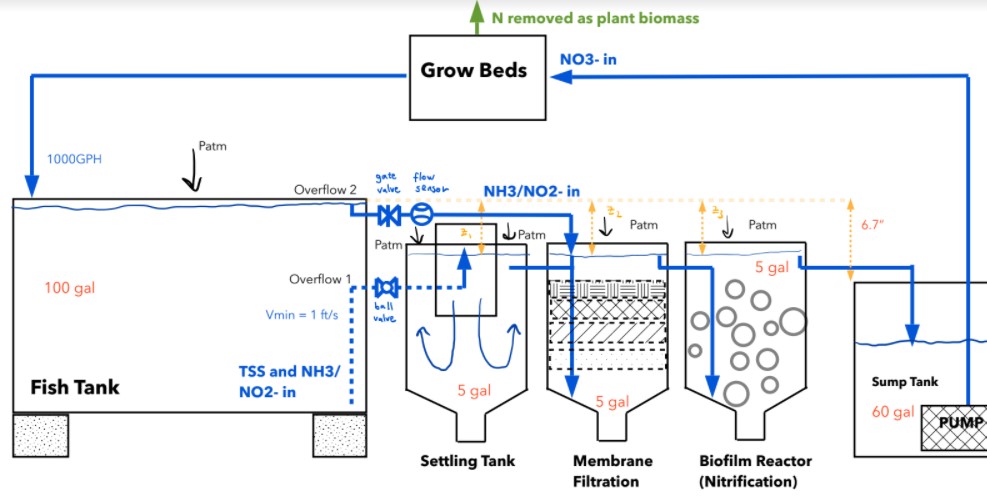 N removed as plant biomass
Grow Beds
NO3- in
1000GPH
Patm
Overflow 2
gate
valve
flow
sensor
NH3/NO2- in
z1
Patm
Patm
z2
Patm
z3
Patm
6.7"
100 gal
Overflow 1
ball
valve
Vmin = 1 ft/s
5 gal
Fish Tank
TSS and NH3/
NO2- in
5 gal
5 gal
Sump Tank
60 gal
PUMP
Settling Tank
Membrane
Filtration
Biofilm Reactor
(Nitrification)